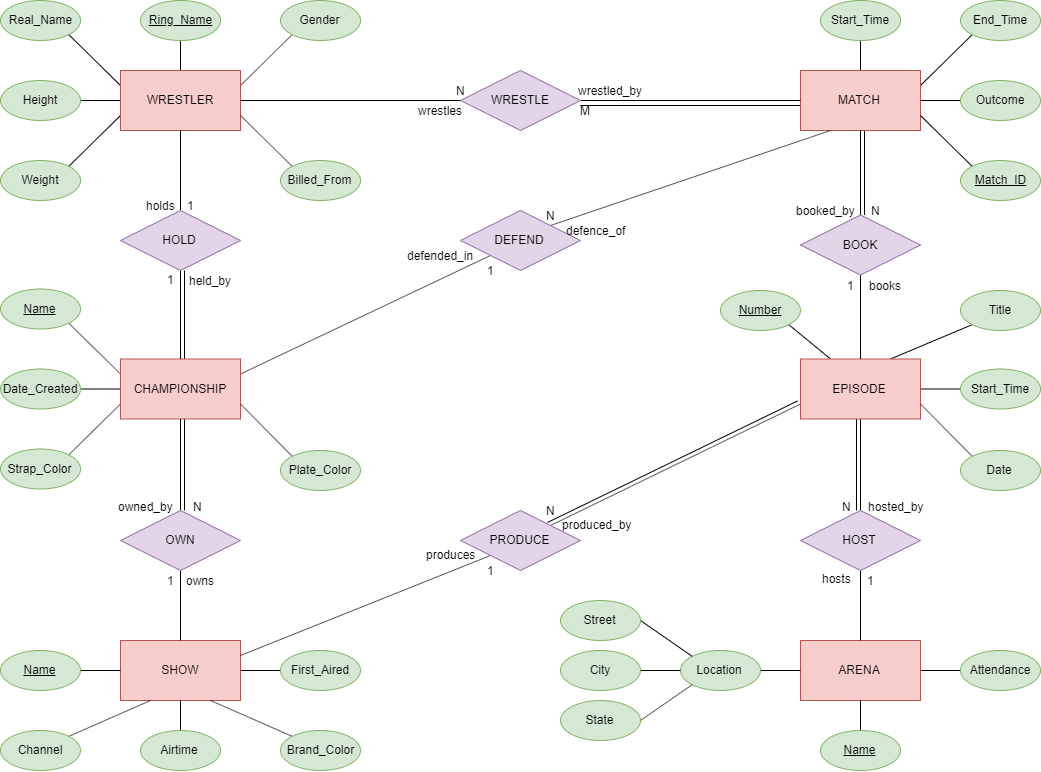 Real_Name
Ring_Name
Gender
Start_Time
End_Time
WRESTLER
N
wrestles
WRESTLE
wrestled_by
M
MATCH
Height
Outcome
Weight
Billed_From
Match_ID
holds 1
HOLD
1 held_by
N
DEFEND
defence_of
defended_in
1
booked_by N
BOOK
1 books
Name
Number
Title
Date_Created
CHAMPIONSHIP
EPISODE
Start_Time
Strap_Color
Plate_Color
Date
owned_by N
OWN
1 owns
N
produced_by
PRODUCE
produces
1
N hosted_by
HOST
hosts 1
Street
Name
SHOW
First_Aired
City
Location
ARENA
Attendance
State
Channel
Airtime
Brand_Color
Name